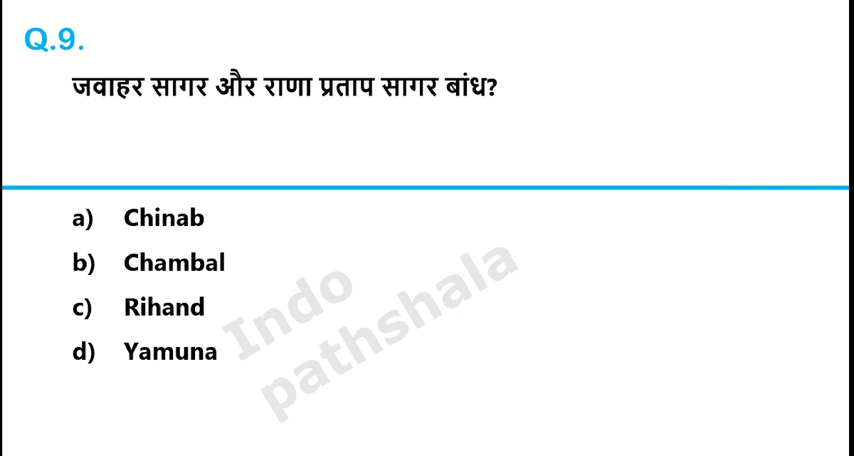 Q.9.
जवाहर सागर और राणा प्रताप सागर बांध?
a) Chinab
b) Chambal
c) Rihand
d) Yamuna
Indo
pathshala